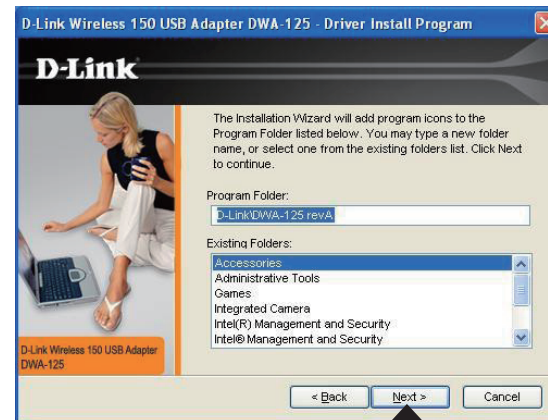 D-Link Wireless 150 USB Adapter DWA-125 - Driver Install Program
D-Link
The Installation Wizard will add program icons to the
Program Folder listed below. You may type a new folder
name, or select one from the existing folders list. Click Next
to continue.
Program Folder:
D-Link\DWA-125 revA
Existing Folders:
Accessories
Administrative Tools
Games
Integrated Camera
Intel(R) Management and Security
Intel® Management and Security
D-Link Wireless 150 USB Adapter
DWA-125
< Back
Next >
Cancel